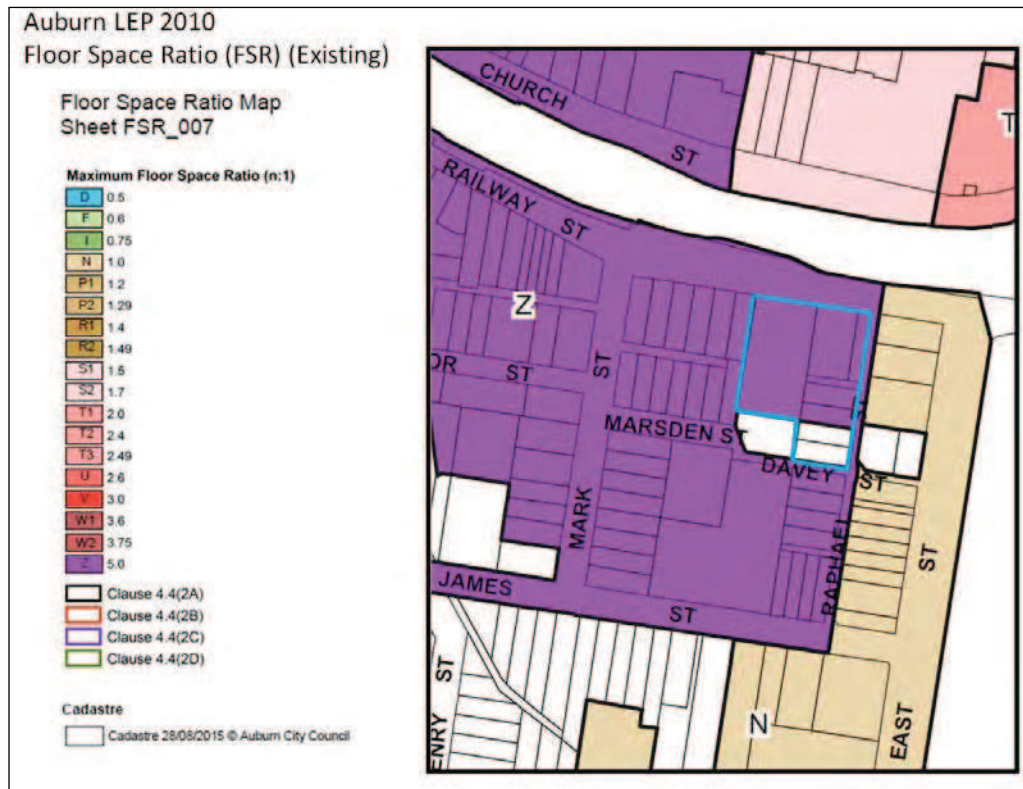 Auburn LEP 2010
Floor Space Ratio (FSR) (Existing)
Floor Space Ratio Map
Sheet FSR_007
Maximum Floor Space Ratio (n:1)
D 0.5
F 0.6
I 0.75
N 1.0
P1 1.2
P2 1.29
R1 1.4
R2 1.49
S1 1.5
S2 1.7
T1 2.0
T2 2.4
T3 2.49
U 2.6
V 3.0
W1 3.6
W2 3.75
Z 5.0
Clause 4.4(2A)
Clause 4.4(2B)
Clause 4.4(2C)
Clause 4.4(2D)
Cadastre
Cadastre 28/08/2015 © Auburn City Council
CHURCH ST
T
RAILWAY ST
Z
OR ST
MARK ST
MARSDEN ST
DAVEY ST
RAPHAEL ST
JAMES ST
ENRY ST
N
EAST ST